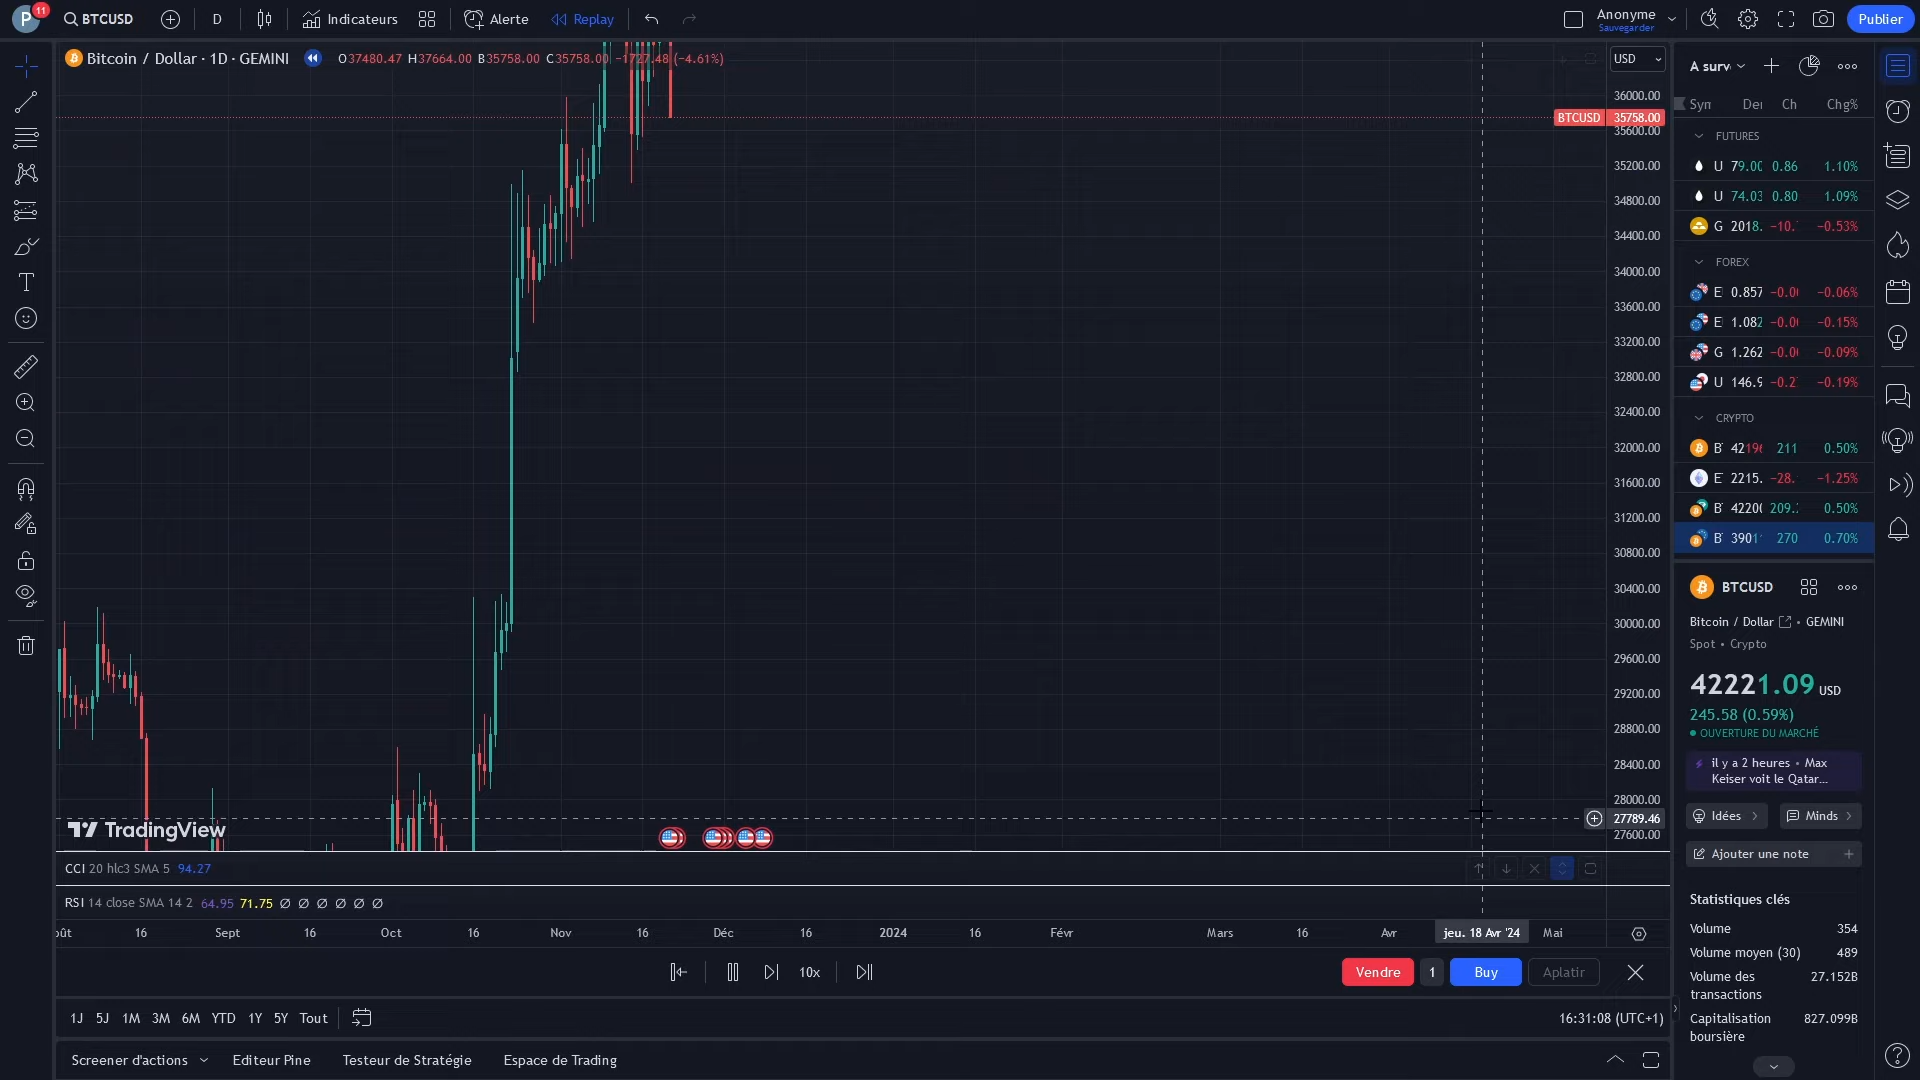 P 11 BTCUSD D Indicateurs Alerte Replay Anonyme Publier
Sauvegarder
Bitcoin / Dollar · 1D · GEMINI O37480.47 H37664.00 B35758.00 C35758.00 −1727.48 (−4.61%)
USD
36000.00
BTCUSD 35758.00
35600.00
35200.00
34800.00
34400.00
34000.00
33600.00
33200.00
32800.00
32400.00
32000.00
31600.00
31200.00
30800.00
30400.00
30000.00
29600.00
29200.00
28800.00
28400.00
28000.00
27789.46
27600.00
TradingView
CCI 20 hlc3 SMA 5 94.27
RSI 14 close SMA 14 2 64.95 71.75 ∅ ∅ ∅ ∅ ∅ ∅
oût 16 Sept 16 Oct 16 Nov 16 Déc 16 2024 16 Févr Mars 16 Avr jeu. 18 Avr '24 Mai
10x Vendre 1 Buy Aplatir
1J 5J 1M 3M 6M YTD 1Y 5Y Tout 16:31:08 (UTC+1)
Screener d'actions Editeur Pine Testeur de Stratégie Espace de Trading
A surv
Syn Der Ch Chg%
FUTURES
U 79.00 0.86 1.10%
U 74.03 0.80 1.09%
G 2018. −10. −0.53%
FOREX
E 0.857 −0.0 −0.06%
E 1.082 −0.0 −0.15%
G 1.262 −0.0 −0.09%
U 146.9 −0.2 −0.19%
CRYPTO
B 42196 211 0.50%
E 2215. −28. −1.25%
B 4220 209. 0.50%
B 3901 270 0.70%
BTCUSD
Bitcoin / Dollar • GEMINI
Spot • Crypto
42221.09 USD
245.58 (0.59%)
OUVERTURE DU MARCHÉ
il y a 2 heures • Max
Keiser voit le Qatar...
Idées Minds
Ajouter une note
Statistiques clés
Volume 354
Volume moyen (30) 489
Volume des 27.152B
transactions
Capitalisation 827.099B
boursière